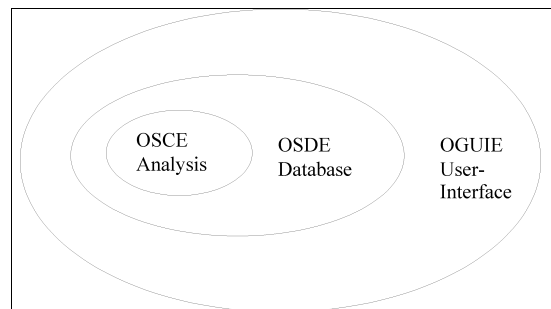 OSCE
Analysis
OSDE
Database
OGUIE
User-
Interface